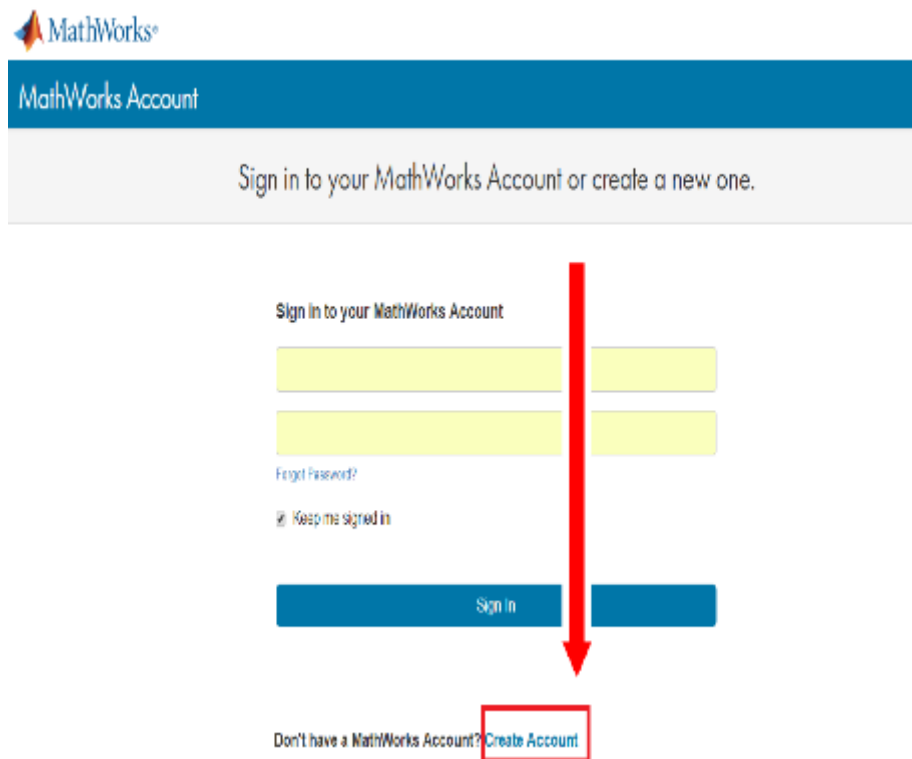 MathWorks®
MathWorks Account
Sign in to your MathWorks Account or create a new one.
Sign in to your MathWorks Account
Forgot Password?
Keep me signed in
Sign In
Don't have a MathWorks Account? Create Account